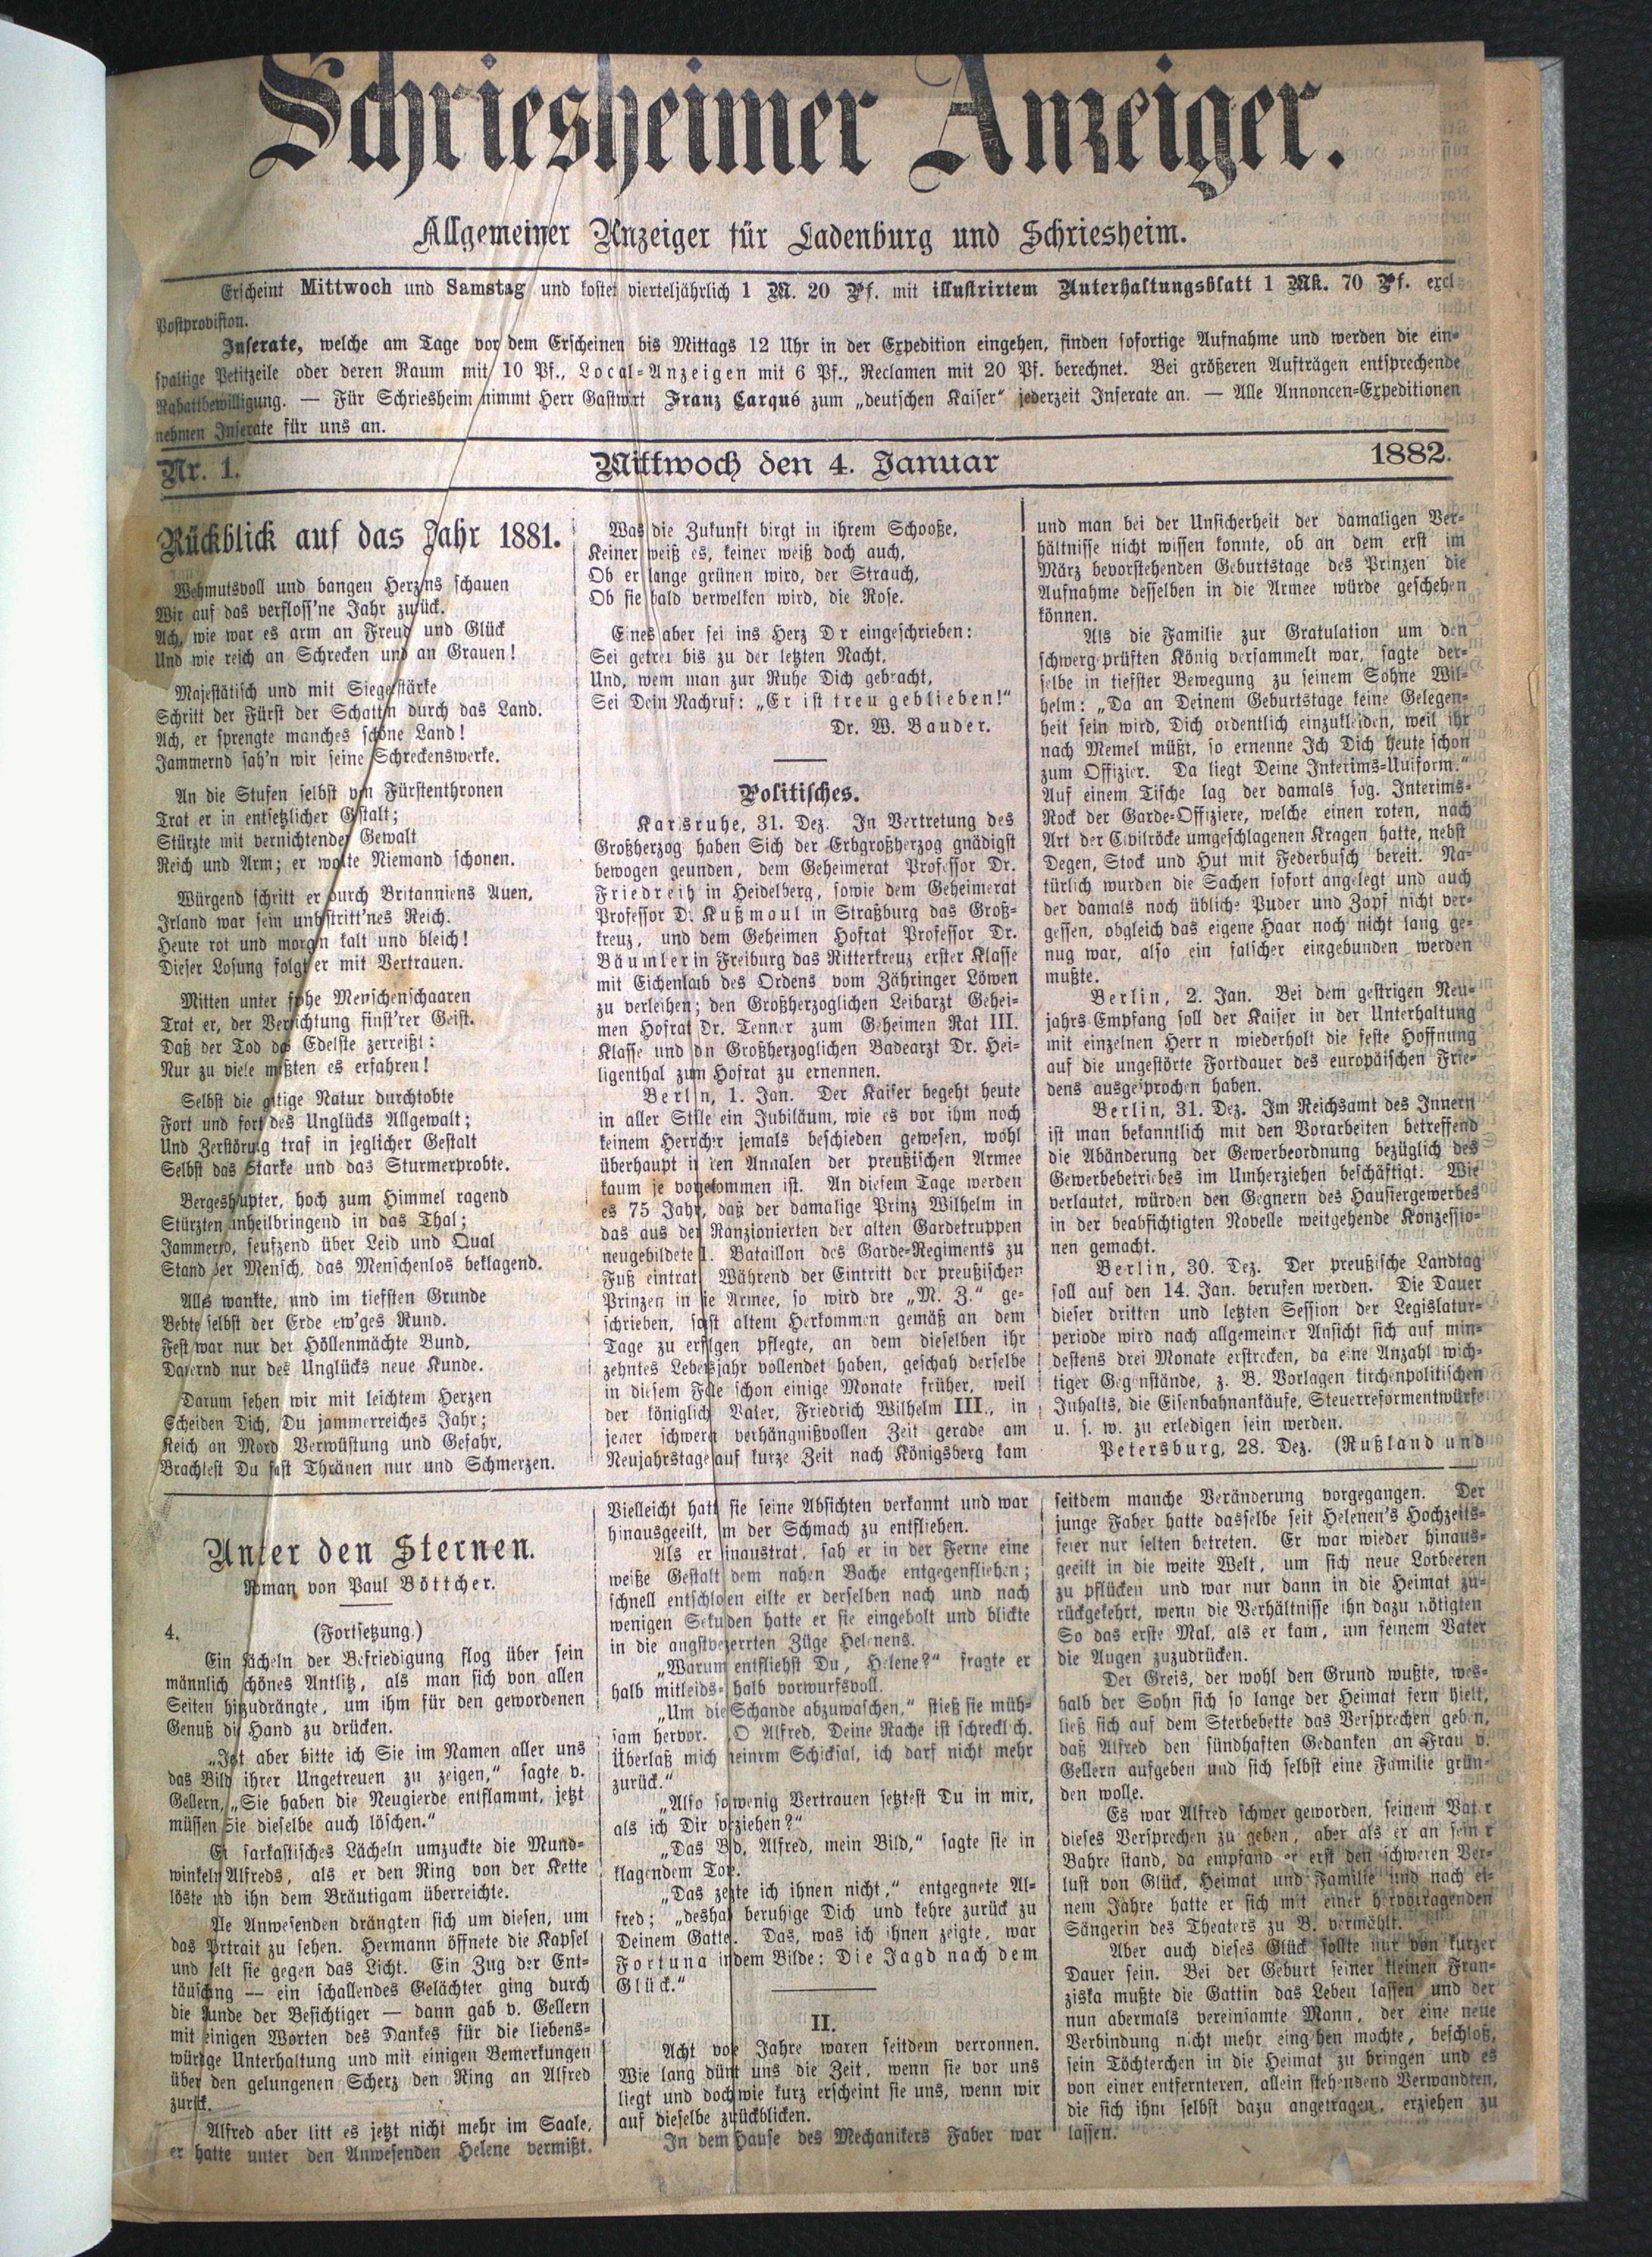 Schriesheimer Anzeiger.
Allgemeiner Anzeiger für Ladenburg und Schriesheim.
Erscheint Mittwoch und Samstag und kostet vierteljährlich 1 M. 20 Pf. mit illustrirtem Unterhaltungsblatt 1 Mk. 70 Pf. excl
Postprovision.
Inserate, welche am Tage vor dem Erscheinen bis Mittags 12 Uhr in der Expedition eingehen, finden sofortige Aufnahme und werden die ein-
spaltige Petitzeile oder deren Raum mit 10 Pf., Local-Anzeigen mit 6 Pf., Reclamen mit 20 Pf. berechnet. Bei größeren Aufträgen entsprechende
Rabattbewilligung. — Für Schriesheim nimmt Herr Gastwirt Franz Carqué zum „deutschen Kaiser“ jederzeit Inserate an. — Alle Annoncen-Expeditionen
nehmen Inserate für uns an.
Nr. 1. Mittwoch den 4. Januar 1882.
Rückblick auf das Jahr 1881.
Wehmutsvoll und bangen Herzns schauen
Wir auf das verfloss'ne Jahr zurück.
Ach, wie war es arm an Freud und Glück
Und wie reich an Schrecken und an Grauen!
Majestätisch und mit Siegesstärke
Schritt der Fürst der Schattn durch das Land.
Ach, er sprengte manches schöne Land!
Jammernd sah'n wir seine Schreckenswerke.
An die Stufen selbst von Fürstenthronen
Trat er in entsetzlicher Gstalt;
Stürzte mit vernichtender Gewalt
Reich und Arm; er wollte Niemand schonen.
Würgend schritt er durch Britanniens Auen,
Irland war sein unbstritt'nes Reich.
Heute rot und morgn kalt und bleich!
Dieser Losung folgt er mit Vertrauen.
Mitten unter frohe Menschenschaaren
Trat er, der Vernichtung finst'rer Geist.
Daß der Tod das Edelste zerreißt:
Nur zu viele mußten es erfahren!
Selbst die gütige Natur durchtobte
Fort und fort des Unglücks Allgewalt;
Und Zerstörung traf in jeglicher Gestalt
Selbst das Starke und das Sturmerprobte.
Bergeshäupter, hoch zum Himmel ragend
Stürzten unheilbringend in das Thal;
Jammernd, seufzend über Leid und Qual
Stand der Mensch, das Menschenlos beklagend.
Alles wankte, und im tiefsten Grunde
Bebte selbst der Erde ew'ges Rund.
Fest war nur der Höllenmächte Bund,
Dauernd nur des Unglücks neue Kunde.
Darum sehen wir mit leichtem Herzen
Scheiden Dich, Du jammerreiches Jahr;
Reich an Mord Verwüstung und Gefahr,
Brachtest Du fast Thränen nur und Schmerzen.
Was die Zukunft birgt in ihrem Schooße,
Keiner weiß es, keiner weiß doch auch,
Ob er lange grünen wird, der Strauch,
Ob sie bald verwelken wird, die Rose.
Eines aber sei ins Herz D r eingeschrieben:
Sei getreu bis zu der letzten Nacht,
Und, wem man zur Ruhe Dich gebracht,
Sei Dein Nachruf: „Er ist treu geblieben!“
Dr. W. Bauder.
Politisches.
Karlsruhe, 31. Dez. In Vertretung des
Großherzog haben Sich der Erbgroßherzog gnädigst
bewogen geunden, dem Geheimerat Professor Dr.
Friedreih in Heidelberg, sowie dem Geheimerat
Professor D. Kußmoul in Straßburg das Groß-
kreuz, und dem Geheimen Hofrat Professor Dr.
Bäumler in Freiburg das Ritterkreuz erster Klasse
mit Eichenlaub des Ordens vom Zähringer Löwen
zu verleihen; den Großherzoglichen Leibarzt Gehei-
men Hofrat Dr. Tenner zum Geheimen Rat III.
Klasse und dn Großherzoglichen Badearzt Dr. Hei-
ligenthal zum Hofrat zu ernennen.
Berlin, 1. Jan. Der Kaiser begeht heute
in aller Stille ein Jubiläum, wie es vor ihm noch
keinem Herrscher jemals beschieden gewesen, wohl
überhaupt in den Annalen der preußischen Armee
kaum je vorgekommen ist. An diesem Tage werden
es 75 Jahr, daß der damalige Prinz Wilhelm in
das aus den Ranzionierten der alten Gardetruppen
neugebildete 1. Bataillon des Garde-Regiments zu
Fuß eintrat. Während der Eintritt der preußischen
Prinzen in die Armee, so wird dre „M. Z.“ ge-
schrieben, sonst altem Herkommen gemäß an dem
Tage zu erflgen pflegte, an dem dieselben ihr
zehntes Lebensjahr vollendet haben, geschah derselbe
in diesem Falle schon einige Monate früher, weil
der königliche Vater, Friedrich Wilhelm III., in
jener schweren verhängnißvollen Zeit gerade am
Neujahrstage auf kurze Zeit nach Königsberg kam
und man bei der Unsicherheit der damaligen Ver-
hältnisse nicht wissen konnte, ob an dem erst im
März bevorstehenden Geburtstage des Prinzen die
Aufnahme desselben in die Armee würde geschehen
können.
Als die Familie zur Gratulation um den
schwerg prüften König versammelt war, sagte der-
selbe in tiefster Bewegung zu seinem Sohne Wil-
helm: „Da an Deinem Geburtstage keine Gelegen-
heit sein wird, Dich ordentlich einzukleiden, weil ihr
nach Memel müßt, so ernenne Ich Dich heute schon
zum Offizier. Da liegt Deine Interims-Uuiform.“
Auf einem Tische lag der damals sog. Interims-
Rock der Garde-Offiziere, welche einen roten, nach
Art der Civilröcke umgeschlagenen Kragen hatte, nebst
Degen, Stock und Hut mit Federbusch bereit. Na-
türlich wurden die Sachen sofort angelegt und auch
der damals noch übliche Puder und Zopf nicht ver-
gessen, obgleich das eigene Haar noch nicht lang ge-
nug war, also ein falscher eingebunden werden
mußte.
Berlin, 2. Jan. Bei dem gestrigen Neu-
jahrs-Empfang soll der Kaiser in der Unterhaltung
mit einzelnen Herr n wiederholt die feste Hoffnung
auf die ungestörte Fortdauer des europäischen Frie-
dens ausgesprochen haben.
Berlin, 31. Dez. Im Reichsamt des Innern
ist man bekanntlich mit den Vorarbeiten betreffend
die Abänderung der Gewerbeordnung bezüglich des
Gewerbebetriebes im Umherziehen beschäftigt. Wie
verlautet, würden den Gegnern des Hausiergewerbes
in der beabsichtigten Novelle weitgehende Konzessio-
nen gemacht.
Berlin, 30. Dez. Der preußische Landtag
soll auf den 14. Jan. berufen werden. Die Dauer
dieser dritten und letzten Session der Legislatur-
periode wird nach allgemeiner Ansicht sich auf min-
destens drei Monate erstrecken, da eine Anzahl wich-
tiger Geg nstände, z. B. Vorlagen kirchenpolitischen
Inhalts, die Eisenbahnankäufe, Steuerreformentwürfe
u. s. w. zu erledigen sein werden.
Petersburg, 28. Dez. (Rußland und
Unter den Sternen.
Roman von Paul Böttcher.
4. (Fortsetzung.)
Ein Lächeln der Befriedigung flog über sein
männlich schönes Antlitz, als man sich von allen
Seiten hinzudrängte, um ihm für den gewordenen
Genuß die Hand zu drücken.
„Jetzt aber bitte ich Sie im Namen aller uns
das Bild ihrer Ungetreuen zu zeigen,“ sagte v.
Gellern, „Sie haben die Neugierde entflammt, jetzt
müssen Sie dieselbe auch löschen.“
Ein sarkastisches Lächeln umzuckte die Mund-
winkeln Alfreds, als er den Ring von der Kette
löste und ihn dem Bräutigam überreichte.
Alle Anwesenden drängten sich um diesen, um
das Portrait zu sehen. Hermann öffnete die Kapsel
und hielt sie gegen das Licht. Ein Zug der Ent-
täuschung — ein schallendes Gelächter ging durch
die Runde der Besichtiger — dann gab v. Gellern
mit einigen Worten des Dankes für die liebens-
würdige Unterhaltung und mit einigen Bemerkungen
über den gelungenen Scherz den Ring an Alfred
zurück.
Alfred aber litt es jetzt nicht mehr im Saale,
er hatte unter den Anwesenden Helene vermißt.
Vielleicht hatte sie seine Absichten verkannt und war
hinausgeeilt, um der Schmach zu entfliehen.
Als er hinaustrat, sah er in der Ferne eine
weiße Gestalt dem nahen Bache entgegenfliehen;
schnell entschlossen eilte er derselben nach und nach
wenigen Sekunden hatte er sie eingeholt und blickte
in die angstverzerrten Züge Helenens.
„Warum entfliehst Du, Helene?“ fragte er
halb mitleids- halb vorwurfsvoll.
„Um die Schande abzuwaschen,“ stieß sie müh-
sam hervor. „O Alfred, Deine Rache ist schrecklich.
Überlaß mich meinem Schicksal, ich darf nicht mehr
zurück.“
„Also so wenig Vertrauen setztest Du in mir,
als ich Dir verziehen?“
„Das Bild, Alfred, mein Bild,“ sagte sie in
klagendem Ton.
„Das zeigte ich ihnen nicht,“ entgegnete Al-
fred; „deshalb beruhige Dich und kehre zurück zu
Deinem Gatten. Das, was ich ihnen zeigte, war
Fortuna in dem Bilde: Die Jagd nach dem
Glück.“
II.
Acht volle Jahre waren seitdem verronnen.
Wie lang dünkt uns die Zeit, wenn sie vor uns
liegt und doch wie kurz erscheint sie uns, wenn wir
auf dieselbe zurückblicken.
In dem Hause des Mechanikers Faber war
seitdem manche Veränderung vorgegangen. Der
junge Faber hatte dasselbe seit Helenen's Hochzeits-
feier nur selten betreten. Er war wieder hinaus-
geeilt in die weite Welt, um sich neue Lorbeeren
zu pflücken und war nur dann in die Heimat zu-
rückgekehrt, wenn die Verhältnisse ihn dazu nötigten
So das erste Mal, als er kam, um seinem Vater
die Augen zuzudrücken.
Der Greis, der wohl den Grund wußte, wes-
halb der Sohn sich so lange der Heimat fern hielt,
ließ sich auf dem Sterbebette das Versprechen geben,
daß Alfred den sündhaften Gedanken an Frau v.
Gellern aufgeben und sich selbst eine Familie grün-
den wolle.
Es war Alfred schwer geworden, seinem Vater
dieses Versprechen zu geben, aber als er an sein r
Bahre stand, da empfand er erst den schweren Ver-
lust von Glück, Heimat und Familie und nach ei-
nem Jahre hatte er sich mit einer hervorragenden
Sängerin des Theaters zu B. vermählt.
Aber auch dieses Glück sollte nur von kurzer
Dauer sein. Bei der Geburt seiner kleinen Fran-
ziska mußte die Gattin das Leben lassen und der
nun abermals vereinsamte Mann, der eine neue
Verbindung nicht mehr eing hen mochte, beschloß,
sein Töchterchen in die Heimat zu bringen und es
von einer entfernteren, allein stehenden Verwandten,
die sich ihm selbst dazu angetragen, erziehen zu
lassen.